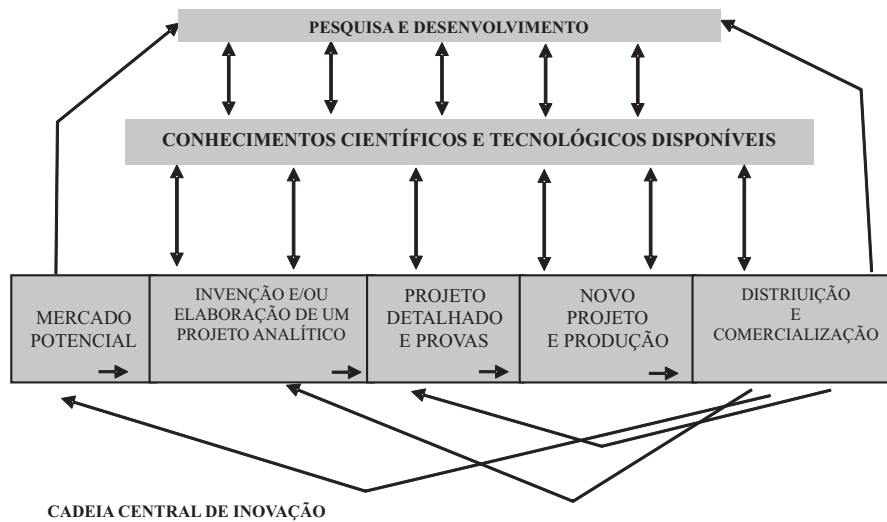 PESQUISA E DESENVOLVIMENTO
CONHECIMENTOS CIENTÍFICOS E TECNOLÓGICOS DISPONÍVEIS
MERCADO
POTENCIAL
INVENÇÃO E/OU
ELABORAÇÃO DE UM
PROJETO ANALÍTICO
PROJETO
DETALHADO
E PROVAS
NOVO
PROJETO
E PRODUÇÃO
DISTRIUIÇÃO
E
COMERCIALIZAÇÃO
CADEIA CENTRAL DE INOVAÇÃO